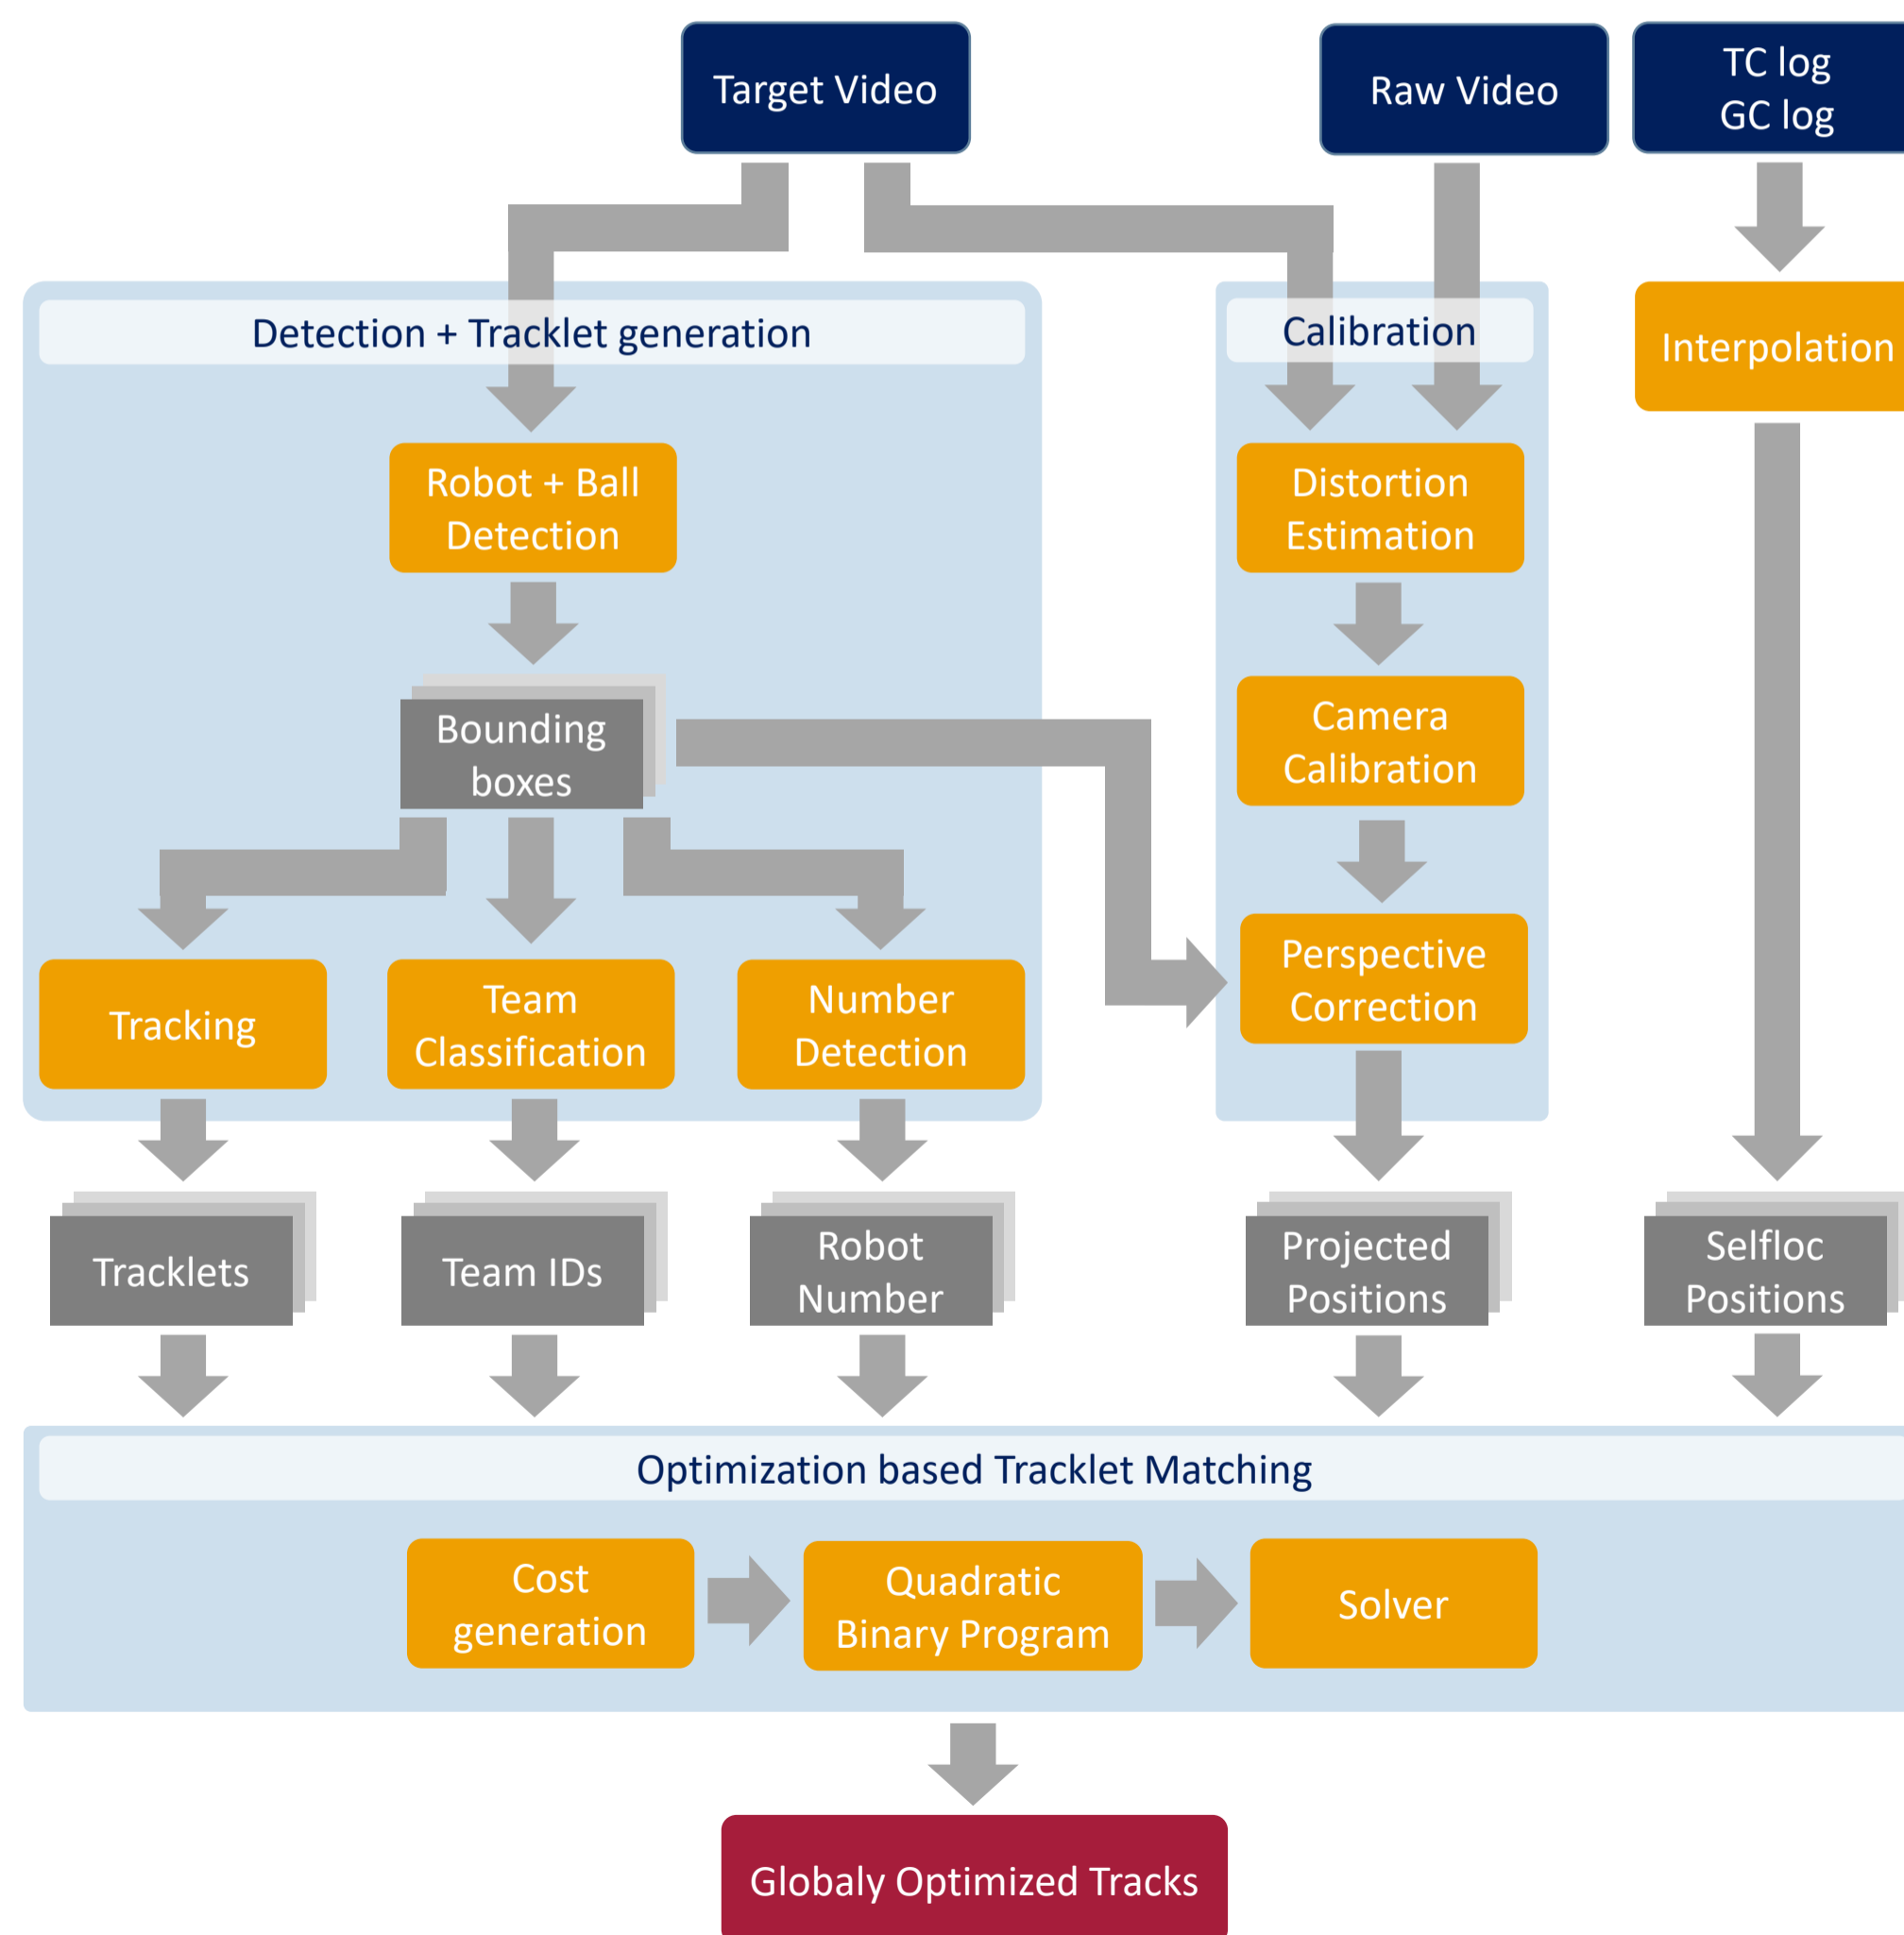 Target Video
Raw Video
TC log
GC log
Detection + Tracklet generation
Calibration
Interpolation
Robot + Ball
Detection
Distortion
Estimation
Bounding
boxes
Camera
Calibration
Perspective
Correction
Tracking
Team
Classification
Number
Detection
Tracklets
Team IDs
Robot
Number
Projected
Positions
Selfloc
Positions
Optimization based Tracklet Matching
Cost
generation
Quadratic
Binary Program
Solver
Globaly Optimized Tracks